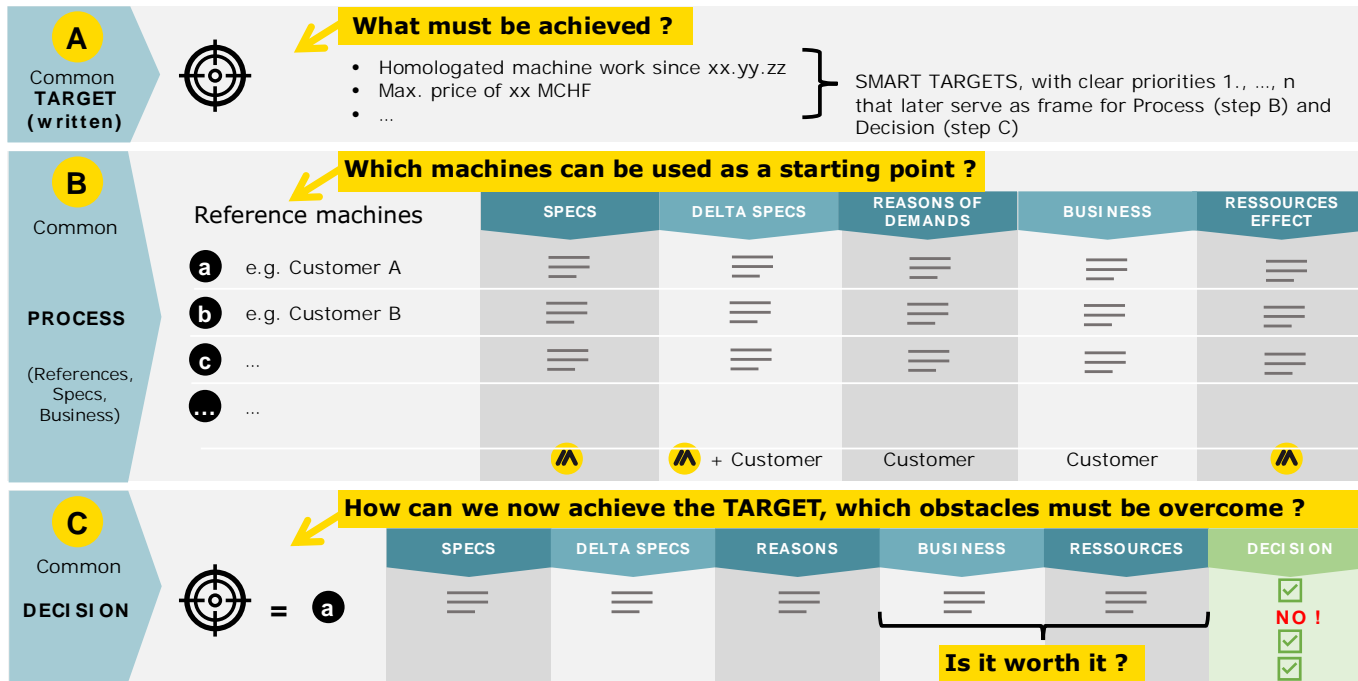 A
Common
TARGET
(written)
What must be achieved ?
• Homologated machine work since xx.yy.zz
• Max. price of xx MCHF
• ...
SMART TARGETS, with clear priorities 1., ..., n
that later serve as frame for Process (step B) and
Decision (step C)
B
Common
PROCESS
(References,
Specs,
Business)
Which machines can be used as a starting point ?
Reference machines
SPECS
DELTA SPECS
REASONS OF
DEMANDS
BUSINESS
RESSOURCES
EFFECT
a e.g. Customer A
b e.g. Customer B
c ...
... ...
+ Customer
Customer
Customer
C
Common
DECISION
How can we now achieve the TARGET, which obstacles must be overcome ?
= a
SPECS
DELTA SPECS
REASONS
BUSINESS
RESSOURCES
DECISION
NO !
Is it worth it ?